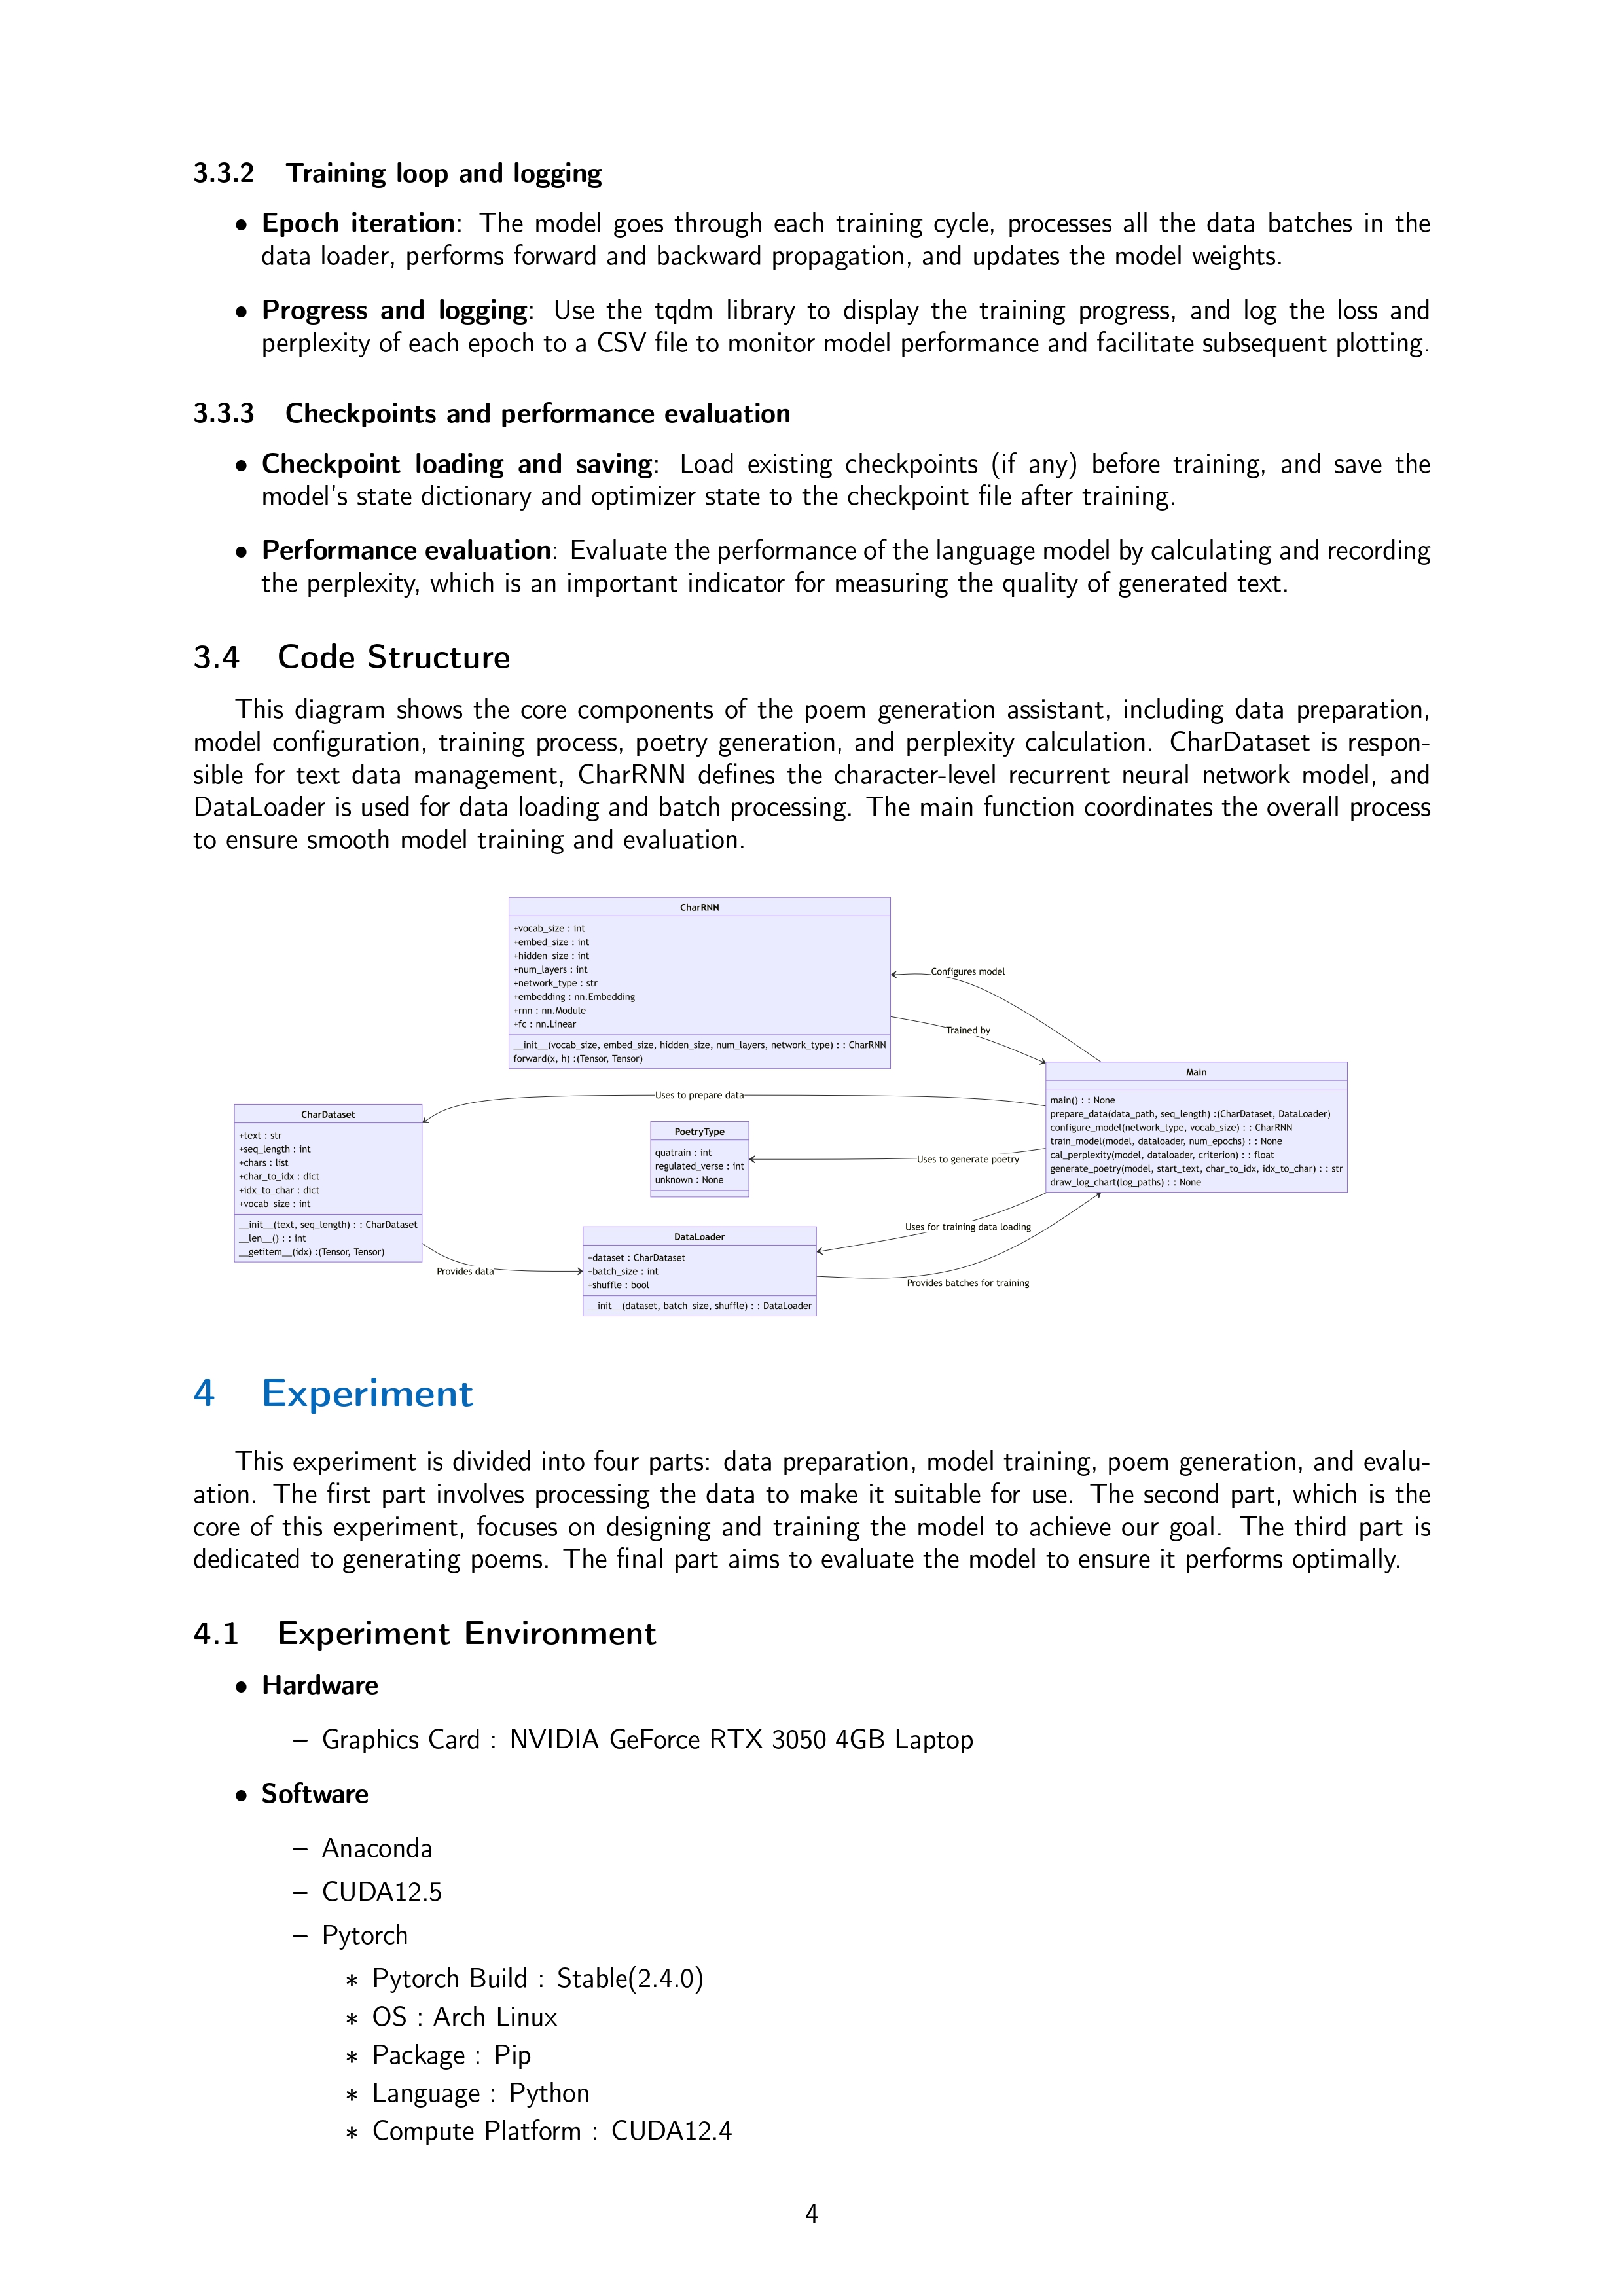 3.3.2 Training loop and logging
• Epoch iteration: The model goes through each training cycle, processes all the data batches in the
data loader, performs forward and backward propagation, and updates the model weights.
• Progress and logging: Use the tqdm library to display the training progress, and log the loss and
perplexity of each epoch to a CSV file to monitor model performance and facilitate subsequent plotting.
3.3.3 Checkpoints and performance evaluation
• Checkpoint loading and saving: Load existing checkpoints (if any) before training, and save the
model's state dictionary and optimizer state to the checkpoint file after training.
• Performance evaluation: Evaluate the performance of the language model by calculating and recording
the perplexity, which is an important indicator for measuring the quality of generated text.
3.4 Code Structure
This diagram shows the core components of the poem generation assistant, including data preparation,
model configuration, training process, poetry generation, and perplexity calculation. CharDataset is respon-
sible for text data management, CharRNN defines the character-level recurrent neural network model, and
DataLoader is used for data loading and batch processing. The main function coordinates the overall process
to ensure smooth model training and evaluation.
CharRNN
+vocab_size : int
+embed_size : int
+hidden_size : int
+num_layers : int
+network_type : str
+embedding : nn.Embedding
+rnn : nn.Module
+fc : nn.Linear
__init__(vocab_size, embed_size, hidden_size, num_layers, network_type) : : CharRNN
forward(x, h) :(Tensor, Tensor)
Configures model
Trained by
Main
main() : : None
prepare_data(data_path, seq_length) :(CharDataset, DataLoader)
configure_model(network_type, vocab_size) : : CharRNN
train_model(model, dataloader, num_epochs) : : None
cal_perplexity(model, dataloader, criterion) : : float
generate_poetry(model, start_text, char_to_idx, idx_to_char) : : str
draw_log_chart(log_paths) : : None
Uses to prepare data
CharDataset
+text : str
+seq_length : int
+chars : list
+char_to_idx : dict
+idx_to_char : dict
+vocab_size : int
__init__(text, seq_length) : : CharDataset
__len__() : : int
__getitem__(idx) :(Tensor, Tensor)
PoetryType
quatrain : int
regulated_verse : int
unknown : None
Uses to generate poetry
Uses for training data loading
DataLoader
+dataset : CharDataset
+batch_size : int
+shuffle : bool
__init__(dataset, batch_size, shuffle) : : DataLoader
Provides data
Provides batches for training
4 Experiment
This experiment is divided into four parts: data preparation, model training, poem generation, and evalu-
ation. The first part involves processing the data to make it suitable for use. The second part, which is the
core of this experiment, focuses on designing and training the model to achieve our goal. The third part is
dedicated to generating poems. The final part aims to evaluate the model to ensure it performs optimally.
4.1 Experiment Environment
• Hardware
– Graphics Card : NVIDIA GeForce RTX 3050 4GB Laptop
• Software
– Anaconda
– CUDA12.5
– Pytorch
* Pytorch Build : Stable(2.4.0)
* OS : Arch Linux
* Package : Pip
* Language : Python
* Compute Platform : CUDA12.4
4